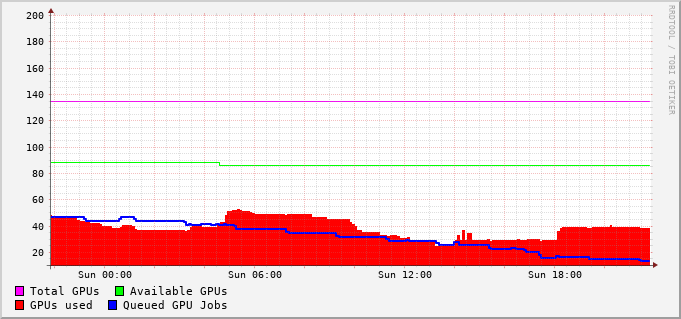 200
180
160
140
120
100
80
60
40
20
Sun 00:00 Sun 06:00 Sun 12:00 Sun 18:00
Total GPUs Available GPUs
GPUs used Queued GPU Jobs
RRDTOOL / TOBI OETIKER